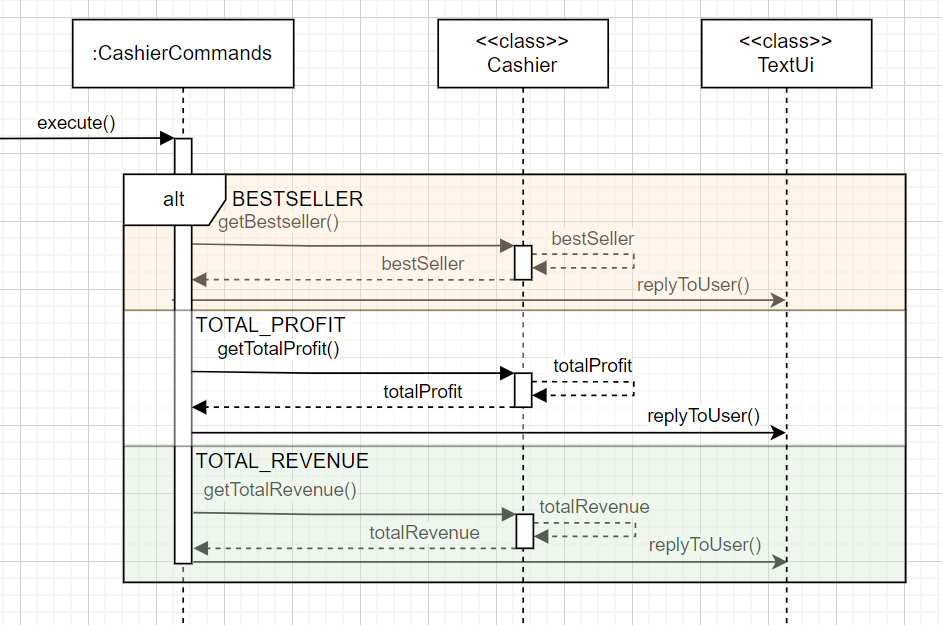 :CashierCommands
<<class>>
Cashier
<<class>>
TextUi
execute()
alt
BESTSELLER
getBestseller()
bestSeller
bestSeller
replyToUser()
TOTAL_PROFIT
getTotalProfit()
totalProfit
totalProfit
replyToUser()
TOTAL_REVENUE
getTotalRevenue()
totalRevenue
totalRevenue
replyToUser()